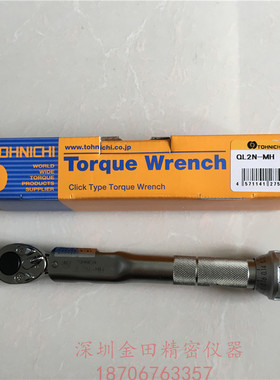 TOHNICHI
WORLD
WIDE
TORQUE
PRODUCTS
SUPPLIER
www.tohnichi.co.jp
Torque Wrench
Click Type Torque Wrench
TOHNICHI
QL2N-MH
深圳金田精密仪器
18706763357